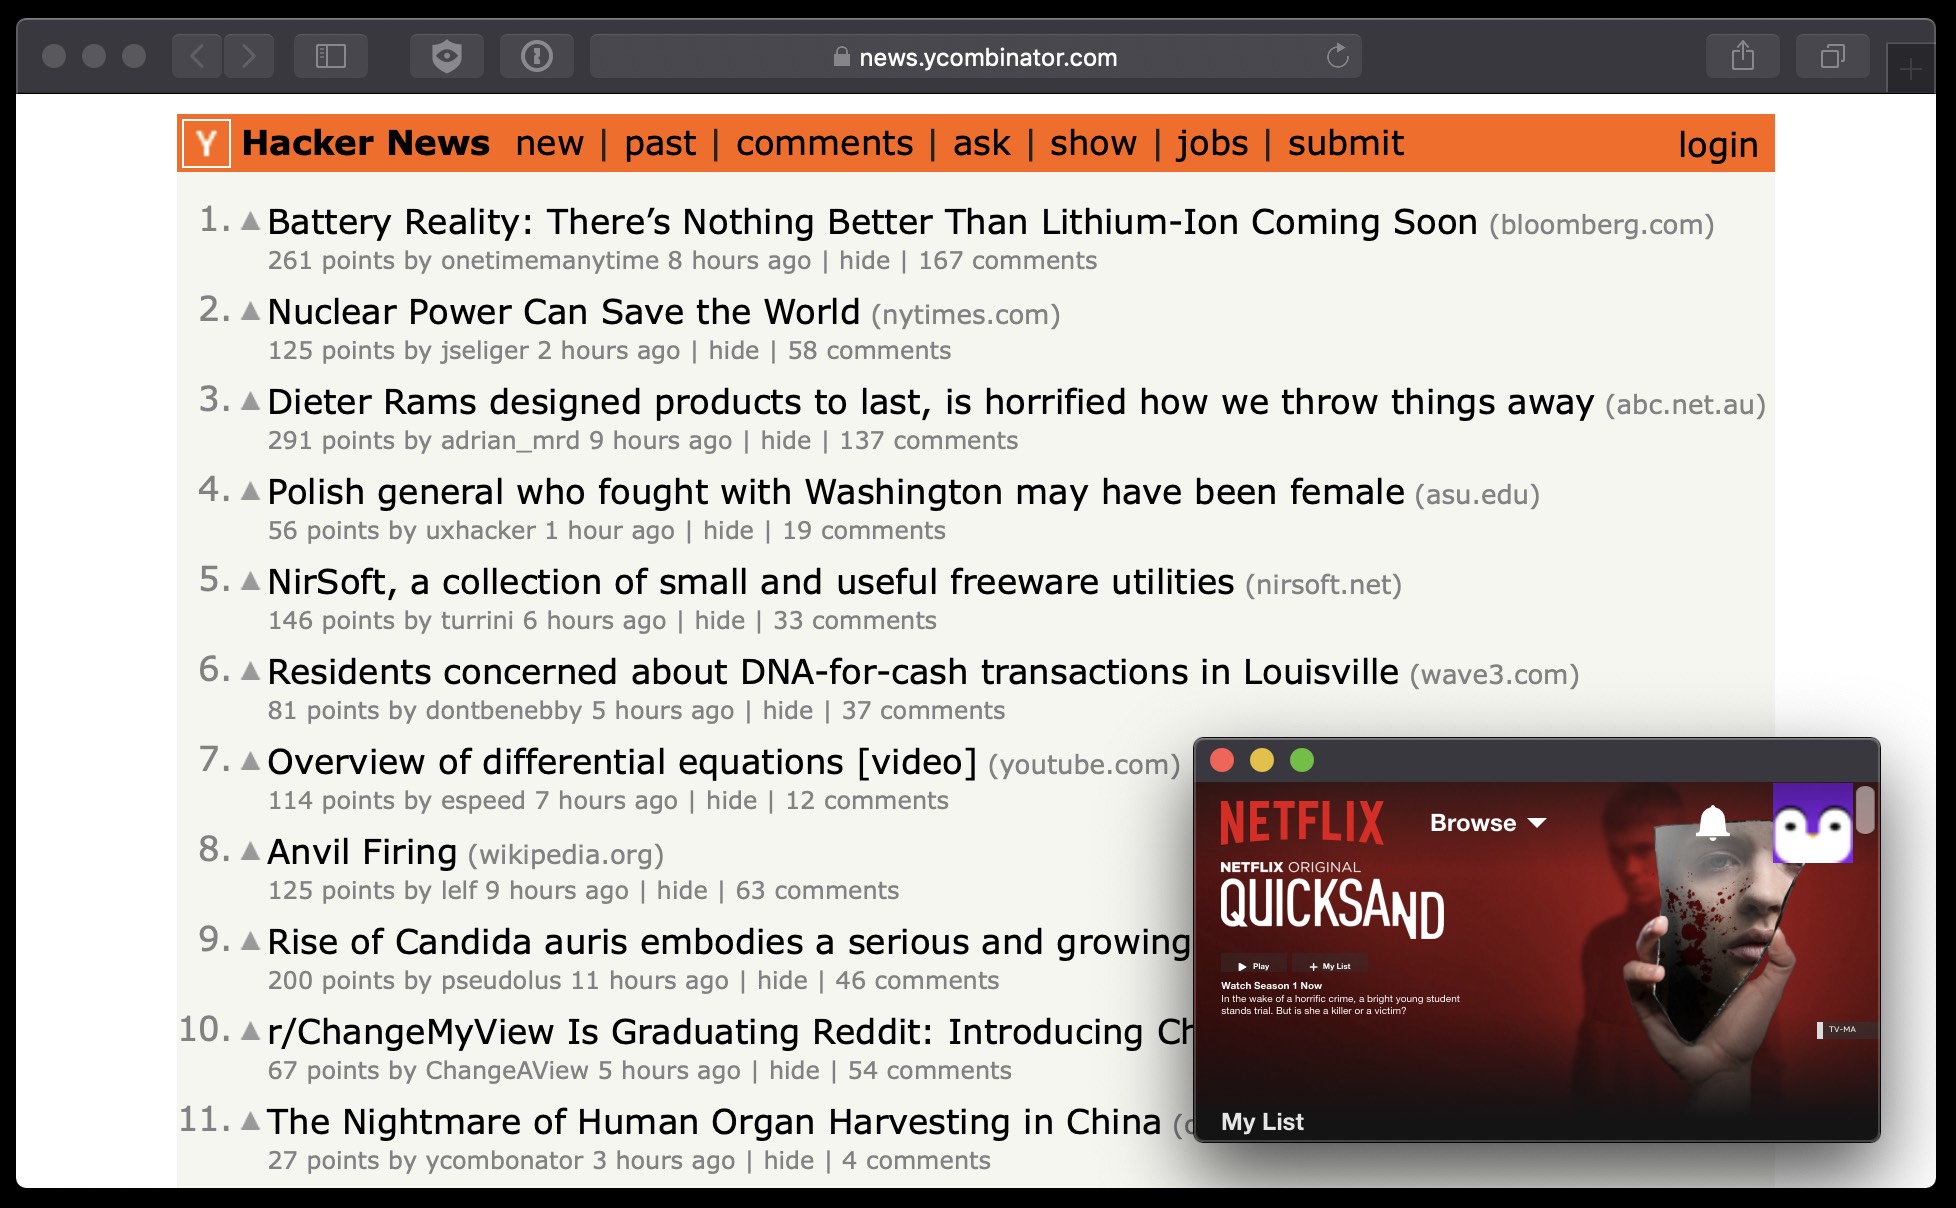 news.ycombinator.com
Y Hacker News new | past | comments | ask | show | jobs | submit login
1. Battery Reality: There’s Nothing Better Than Lithium-Ion Coming Soon (bloomberg.com)
261 points by onetimemanytime 8 hours ago | hide | 167 comments
2. Nuclear Power Can Save the World (nytimes.com)
125 points by jseliger 2 hours ago | hide | 58 comments
3. Dieter Rams designed products to last, is horrified how we throw things away (abc.net.au)
291 points by adrian_mrd 9 hours ago | hide | 137 comments
4. Polish general who fought with Washington may have been female (asu.edu)
56 points by uxhacker 1 hour ago | hide | 19 comments
5. NirSoft, a collection of small and useful freeware utilities (nirsoft.net)
146 points by turrini 6 hours ago | hide | 33 comments
6. Residents concerned about DNA-for-cash transactions in Louisville (wave3.com)
81 points by dontbenebby 5 hours ago | hide | 37 comments
7. Overview of differential equations [video] (youtube.com)
114 points by espeed 7 hours ago | hide | 12 comments
8. Anvil Firing (wikipedia.org)
125 points by lelf 9 hours ago | hide | 63 comments
9. Rise of Candida auris embodies a serious and growing
200 points by pseudolus 11 hours ago | hide | 46 comments
10. r/ChangeMyView Is Graduating Reddit: Introducing
67 points by ChangeAView 5 hours ago | hide | 54 comments
11. The Nightmare of Human Organ Harvesting in China
27 points by ycombonator 3 hours ago | hide | 4 comments
NETFLIX Browse
NETFLIX ORIGINAL
QUICKSAND
Play + My List
Watch Season 1 Now
In the wake of a horrific crime, a bright young student
stands trial. But is she a killer or a victim?
TV-MA
My List